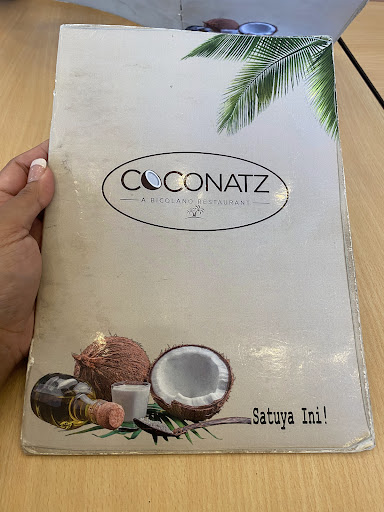 COCONATZ
A BICOLANO RESTAURANT
Satuya Ini!